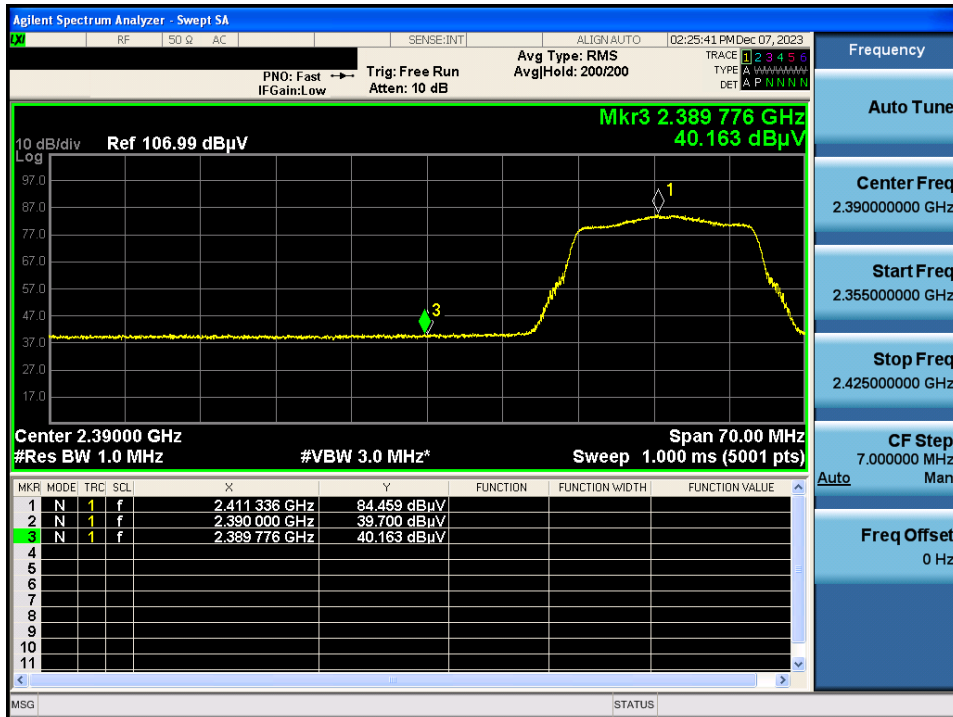 Agilent Spectrum Analyzer - Swept SA
LXI RF 50 Ω AC SENSE:INT ALIGN AUTO 02:25:41 PM Dec 07, 2023
PNO: Fast
IFGain:Low
Trig: Free Run
Atten: 10 dB
Avg Type: RMS
Avg|Hold: 200/200
TRACE 1 2 3 4 5 6
TYPE A WWWWW
DET A P N N N N
Mkr3 2.389 776 GHz
40.163 dBµV
10 dB/div Ref 106.99 dBµV
Log
97.0
87.0
77.0
67.0
57.0
47.0
37.0
27.0
17.0
1
3
Center 2.39000 GHz Span 70.00 MHz
#Res BW 1.0 MHz #VBW 3.0 MHz* Sweep 1.000 ms (5001 pts)
MKR MODE TRC SCL X Y FUNCTION FUNCTION WIDTH FUNCTION VALUE
1 N 1 f 2.411 336 GHz 84.459 dBµV
2 N 1 f 2.390 000 GHz 39.700 dBµV
3 N 1 f 2.389 776 GHz 40.163 dBµV
4
5
6
7
8
9
10
11
MSG STATUS
Frequency
Auto Tune
Center Freq
2.390000000 GHz
Start Freq
2.355000000 GHz
Stop Freq
2.425000000 GHz
CF Step
7.000000 MHz
Auto Man
Freq Offset
0 Hz